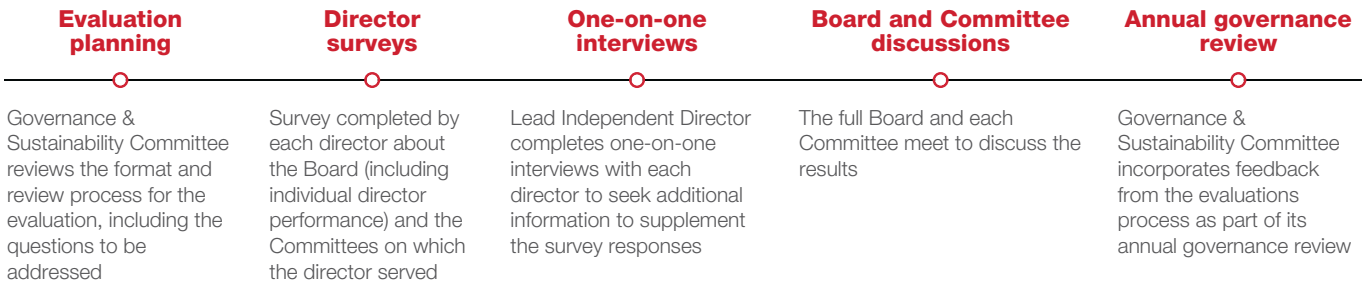 Evaluation
planning
Governance &
Sustainability Committee
reviews the format and
review process for the
evaluation, including the
questions to be
addressed
Director
surveys
Survey completed by
each director about
the Board (including
individual director
performance) and the
Committees on which
the director served
One-on-one
interviews
Lead Independent Director
completes one-on-one
interviews with each
director to seek additional
information to supplement
the survey responses
Board and Committee
discussions
The full Board and each
Committee meet to discuss the
results
Annual governance
review
Governance &
Sustainability Committee
incorporates feedback
from the evaluations
process as part of its
annual governance review